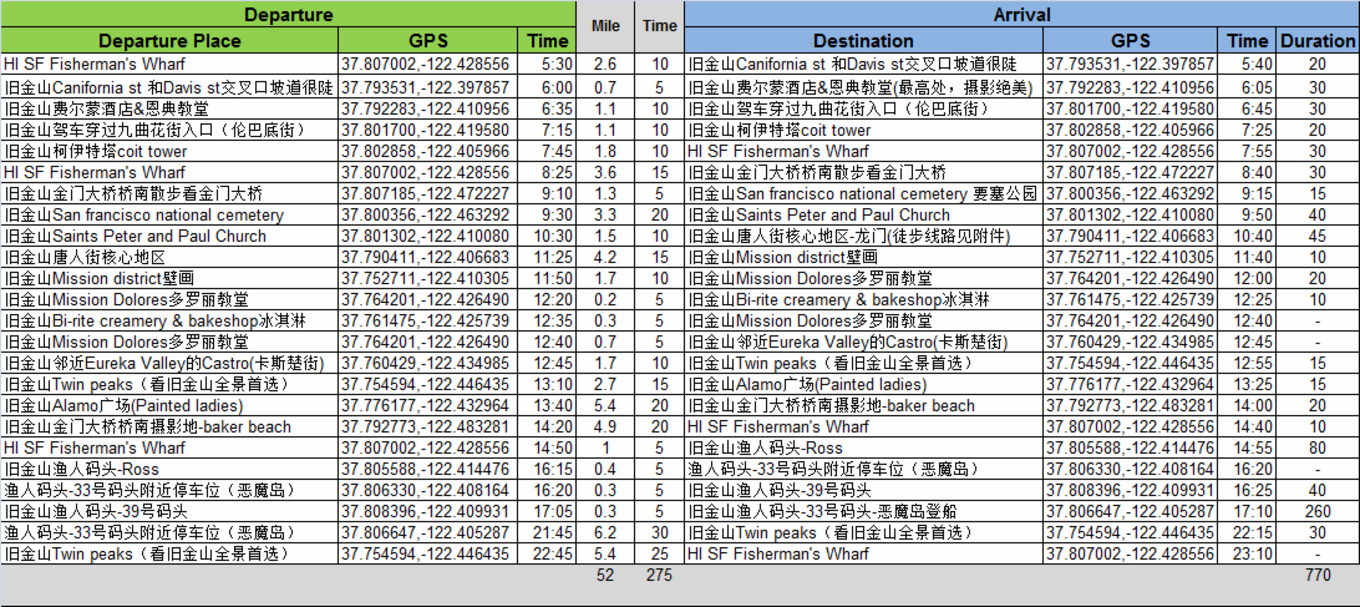 Departure Mile Time Arrival
Departure Place GPS Time Destination GPS Time Duration
HI SF Fisherman's Wharf 37.807002,-122.428556 5:30 2.6 10 旧金山Canifornia st 和Davis st交叉口坡道很陡 37.793531,-122.397857 5:40 20
旧金山Canifornia st 和Davis st交叉口坡道很陡 37.793531,-122.397857 6:00 0.7 5 旧金山费尔蒙酒店&恩典教堂(最高处，摄影绝美) 37.792283,-122.410956 6:05 30
旧金山费尔蒙酒店&恩典教堂 37.792283,-122.410956 6:35 1.1 10 旧金山驾车穿过九曲花街入口（伦巴底街） 37.801700,-122.419580 6:45 30
旧金山驾车穿过九曲花街入口（伦巴底街） 37.801700,-122.419580 7:15 1.1 10 旧金山柯伊特塔coit tower 37.802858,-122.405966 7:25 20
旧金山柯伊特塔coit tower 37.802858,-122.405966 7:45 1.8 10 HI SF Fisherman's Wharf 37.807002,-122.428556 7:55 30
HI SF Fisherman's Wharf 37.807002,-122.428556 8:25 3.6 15 旧金山金门大桥桥南散步看金门大桥 37.807185,-122.472227 8:40 30
旧金山金门大桥桥南散步看金门大桥 37.807185,-122.472227 9:10 1.3 5 旧金山San francisco national cemetery 要塞公园 37.800356,-122.463292 9:15 15
旧金山San francisco national cemetery 37.800356,-122.463292 9:30 3.3 20 旧金山Saints Peter and Paul Church 37.801302,-122.410080 9:50 40
旧金山Saints Peter and Paul Church 37.801302,-122.410080 10:30 1.5 10 旧金山唐人街核心地区-龙门(徒步线路见附件) 37.790411,-122.406683 10:40 45
旧金山唐人街核心地区 37.790411,-122.406683 11:25 4.2 15 旧金山Mission district壁画 37.752711,-122.410305 11:40 10
旧金山Mission district壁画 37.752711,-122.410305 11:50 1.7 10 旧金山Mission Dolores多罗丽教堂 37.764201,-122.426490 12:00 20
旧金山Mission Dolores多罗丽教堂 37.764201,-122.426490 12:20 0.2 5 旧金山Bi-rite creamery & bakeshop冰淇淋 37.761475,-122.425739 12:25 10
旧金山Bi-rite creamery & bakeshop冰淇淋 37.761475,-122.425739 12:35 0.3 5 旧金山Mission Dolores多罗丽教堂 37.764201,-122.426490 12:40 -
旧金山Mission Dolores多罗丽教堂 37.764201,-122.426490 12:40 0.7 5 旧金山邻近Eureka Valley的Castro(卡斯楚街) 37.760429,-122.434985 12:45 -
旧金山邻近Eureka Valley的Castro(卡斯楚街) 37.760429,-122.434985 12:45 1.7 10 旧金山Twin peaks（看旧金山全景首选） 37.754594,-122.446435 12:55 15
旧金山Twin peaks（看旧金山全景首选） 37.754594,-122.446435 13:10 2.7 15 旧金山Alamo广场(Painted ladies) 37.776177,-122.432964 13:25 15
旧金山Alamo广场(Painted ladies) 37.776177,-122.432964 13:40 5.4 20 旧金山金门大桥桥南摄影地-baker beach 37.792773,-122.483281 14:00 20
旧金山金门大桥桥南摄影地-baker beach 37.792773,-122.483281 14:20 4.9 20 HI SF Fisherman's Wharf 37.807002,-122.428556 14:40 10
HI SF Fisherman's Wharf 37.807002,-122.428556 14:50 1 5 旧金山渔人码头-Ross 37.805588,-122.414476 14:55 80
旧金山渔人码头-Ross 37.805588,-122.414476 16:15 0.4 5 渔人码头-33号码头附近停车位（恶魔岛） 37.806330,-122.408164 16:20 -
渔人码头-33号码头附近停车位（恶魔岛） 37.806330,-122.408164 16:20 0.3 5 旧金山渔人码头-39号码头 37.808396,-122.409931 16:25 40
旧金山渔人码头-39号码头 37.808396,-122.409931 17:05 0.3 5 旧金山渔人码头-33号码头-恶魔岛登船 37.806647,-122.405287 17:10 260
渔人码头-33号码头附近停车位（恶魔岛） 37.806647,-122.405287 21:45 6.2 30 旧金山Twin peaks（看旧金山全景首选） 37.754594,-122.446435 22:15 30
旧金山Twin peaks（看旧金山全景首选） 37.754594,-122.446435 22:45 5.4 25 HI SF Fisherman's Wharf 37.807002,-122.428556 23:10 -
52 275 770